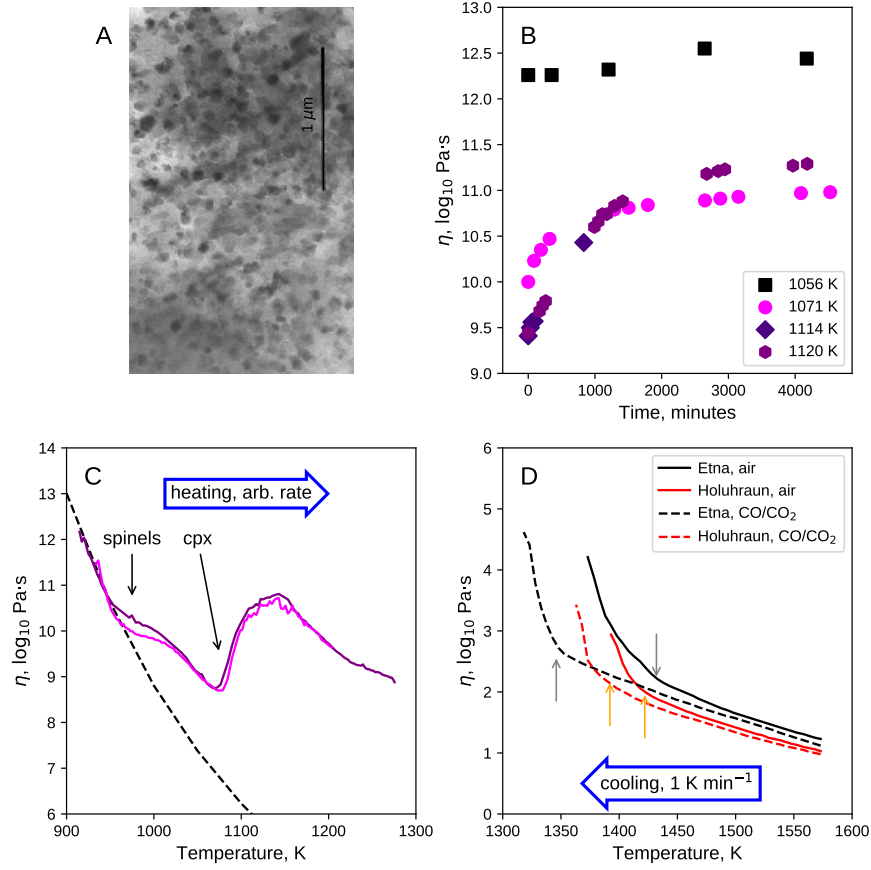 A
1 µm
B
η, log₁₀ Pa·s
13.0
12.5
12.0
11.5
11.0
10.5
10.0
9.5
9.0
1056 K
1071 K
1114 K
1120 K
0 1000 2000 3000 4000
Time, minutes
C
η, log₁₀ Pa·s
14
13
12
11
10
9
8
7
6
heating, arb. rate
spinels cpx
900 1000 1100 1200 1300
Temperature, K
D
η, log₁₀ Pa·s
6
5
4
3
2
1
0
Etna, air
Holuhraun, air
Etna, CO/CO₂
Holuhraun, CO/CO₂
cooling, 1 K min⁻¹
1300 1350 1400 1450 1500 1550 1600
Temperature, K